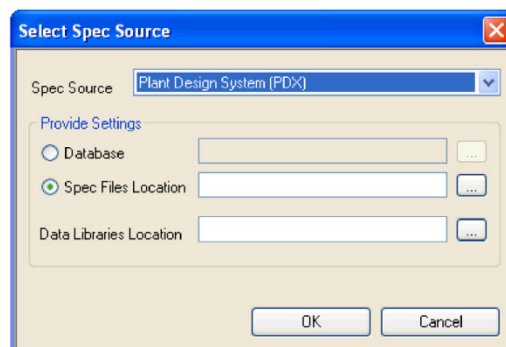 Select Spec Source
Spec Source Plant Design System (PDX)
Provide Settings
Database ...
Spec Files Location ...
Data Libraries Location ...
OK Cancel